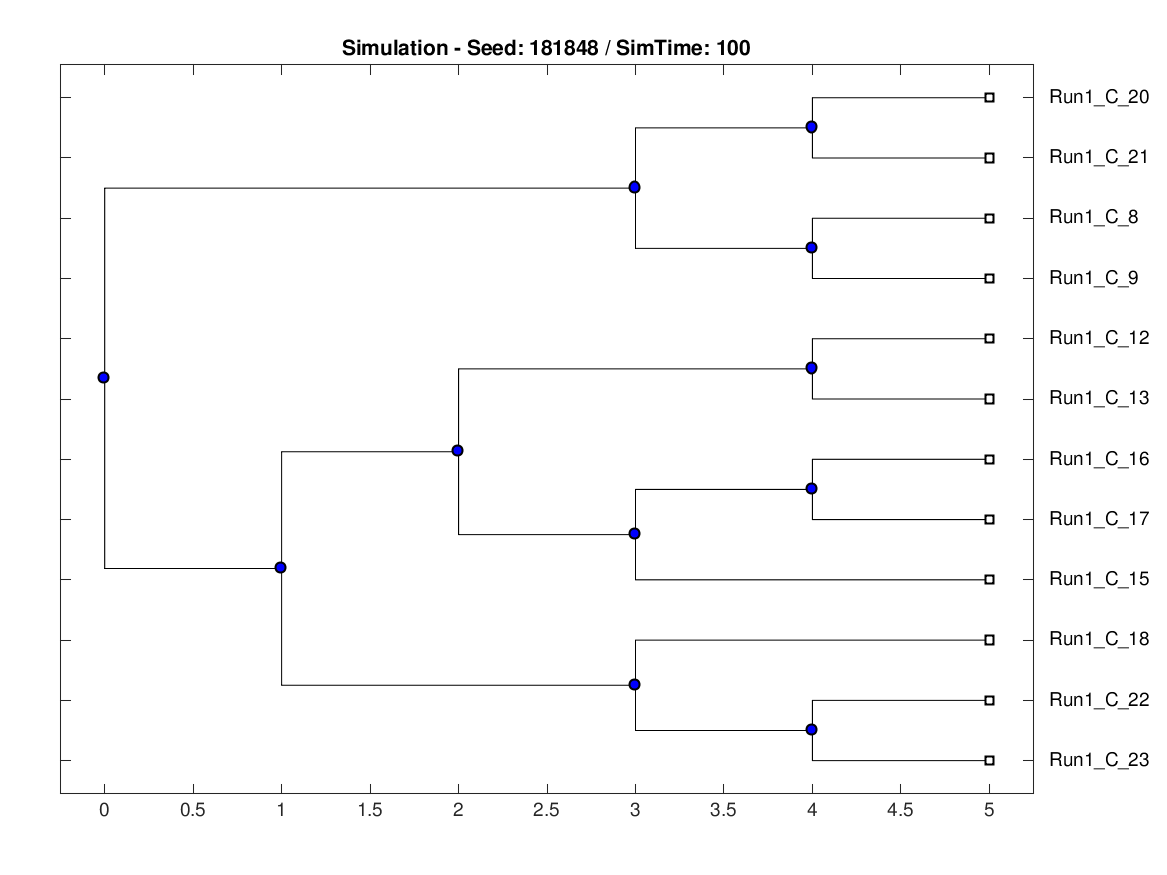 Simulation - Seed: 181848 / SimTime: 100
Run1_C_20
Run1_C_21
Run1_C_8
Run1_C_9
Run1_C_12
Run1_C_13
Run1_C_16
Run1_C_17
Run1_C_15
Run1_C_18
Run1_C_22
Run1_C_23
0 0.5 1 1.5 2 2.5 3 3.5 4 4.5 5